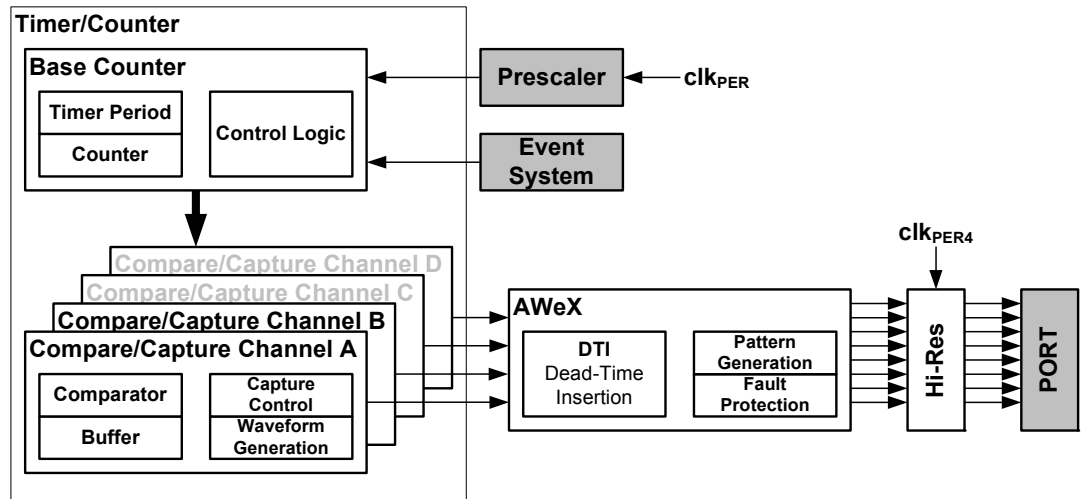 Timer/Counter
Base Counter
Timer Period
Counter
Control Logic
Prescaler
clkPER
Event
System
Compare/Capture Channel D
Compare/Capture Channel C
Compare/Capture Channel B
Compare/Capture Channel A
Comparator
Buffer
Capture
Control
Waveform
Generation
AWeX
DTI
Dead-Time
Insertion
Pattern
Generation
Fault
Protection
clkPER4
Hi-Res
PORT